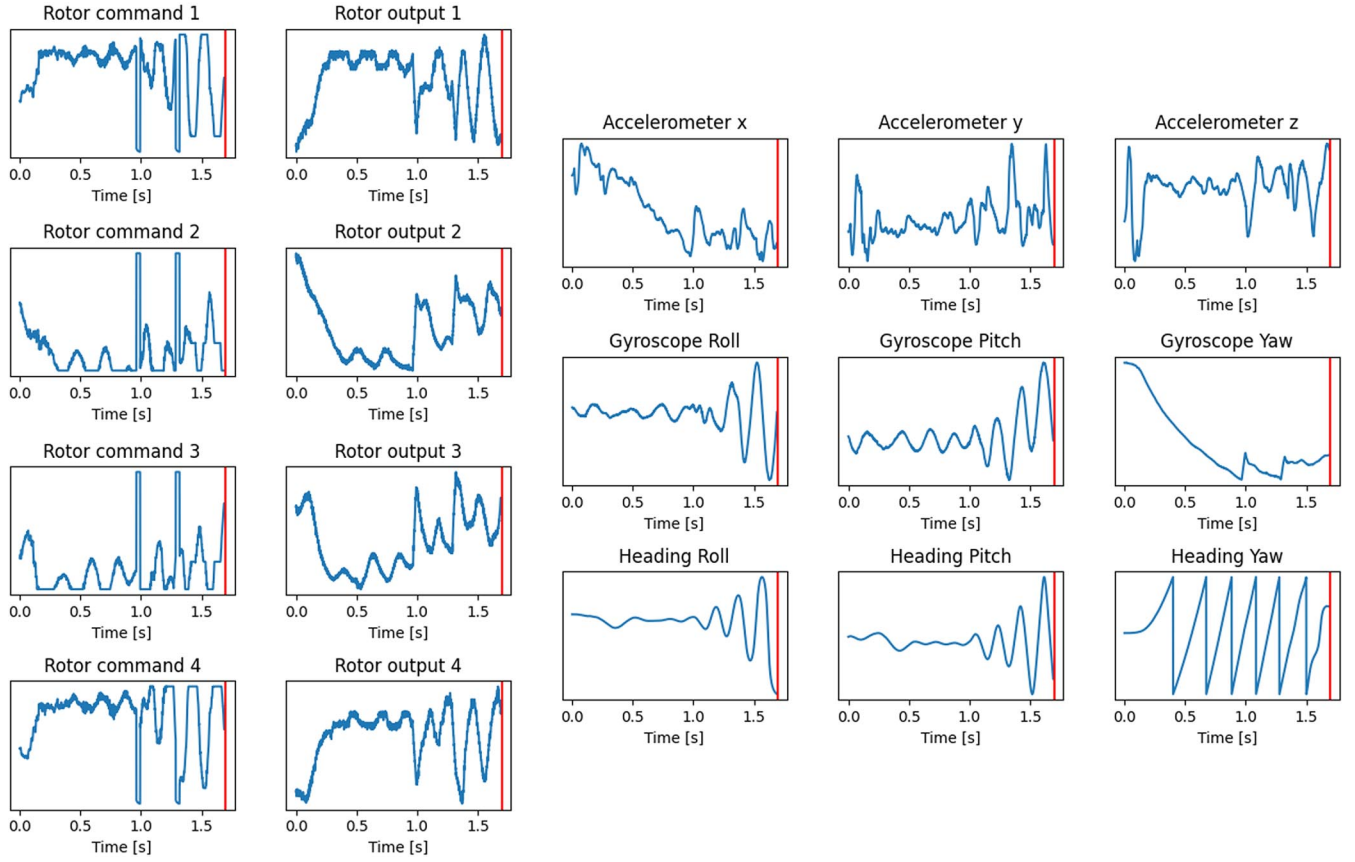 Rotor command 1
0.0 0.5 1.0 1.5
Time [s]
Rotor output 1
0.0 0.5 1.0 1.5
Time [s]
Rotor command 2
0.0 0.5 1.0 1.5
Time [s]
Rotor output 2
0.0 0.5 1.0 1.5
Time [s]
Rotor command 3
0.0 0.5 1.0 1.5
Time [s]
Rotor output 3
0.0 0.5 1.0 1.5
Time [s]
Rotor command 4
0.0 0.5 1.0 1.5
Time [s]
Rotor output 4
0.0 0.5 1.0 1.5
Time [s]
Accelerometer x
0.0 0.5 1.0 1.5
Time [s]
Accelerometer y
0.0 0.5 1.0 1.5
Time [s]
Accelerometer z
0.0 0.5 1.0 1.5
Time [s]
Gyroscope Roll
0.0 0.5 1.0 1.5
Time [s]
Gyroscope Pitch
0.0 0.5 1.0 1.5
Time [s]
Gyroscope Yaw
0.0 0.5 1.0 1.5
Time [s]
Heading Roll
0.0 0.5 1.0 1.5
Time [s]
Heading Pitch
0.0 0.5 1.0 1.5
Time [s]
Heading Yaw
0.0 0.5 1.0 1.5
Time [s]